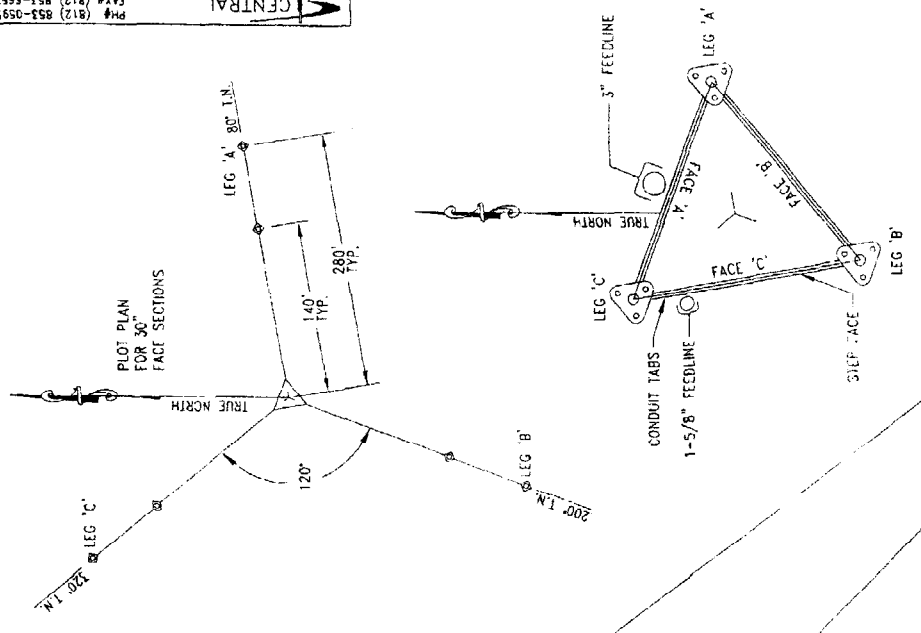 CENTRAL
PH# (812) 853-059
PLOT PLAN
FOR 30"
FACE SECTIONS
TRUE NORTH
LEG 'A' 80° T.N.
140'
TYP.
280'
TYP.
120°
LEG 'C'
320° T.N.
LEG 'B'
200° T.N.
3" FEEDLINE
TRUE NORTH
LEG 'A'
FACE 'A'
FACE 'B'
LEG 'C'
FACE 'C'
LEG 'B'
CONDUIT TABS
1-5/8" FEEDLINE
STEP FACE